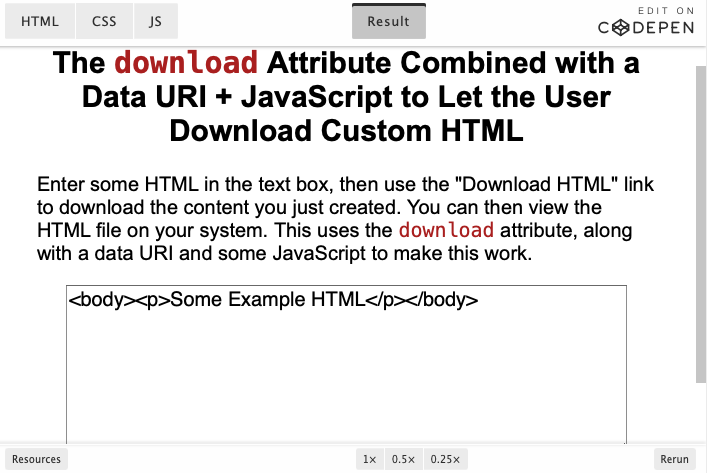 HTML CSS JS Result EDIT ON
CODEPEN
The download Attribute Combined with a
Data URI + JavaScript to Let the User
Download Custom HTML
Enter some HTML in the text box, then use the "Download HTML" link
to download the content you just created. You can then view the
HTML file on your system. This uses the download attribute, along
with a data URI and some JavaScript to make this work.
<body><p>Some Example HTML</p></body>
Resources 1× 0.5× 0.25× Rerun